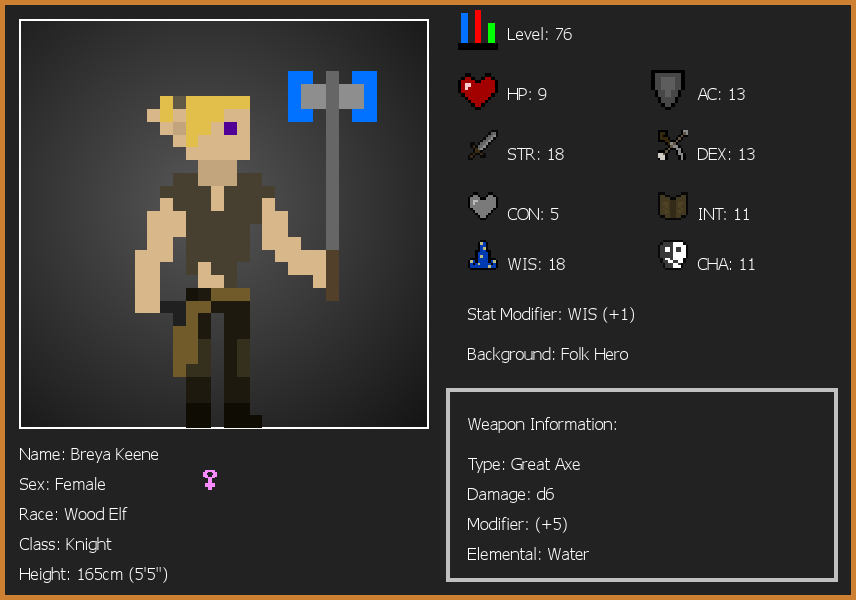 Level: 76
HP: 9
AC: 13
STR: 18
DEX: 13
CON: 5
INT: 11
WIS: 18
CHA: 11
Stat Modifier: WIS (+1)
Background: Folk Hero
Weapon Information:
Type: Great Axe
Damage: d6
Modifier: (+5)
Elemental: Water
Name: Breya Keene
Sex: Female
Race: Wood Elf
Class: Knight
Height: 165cm (5'5")